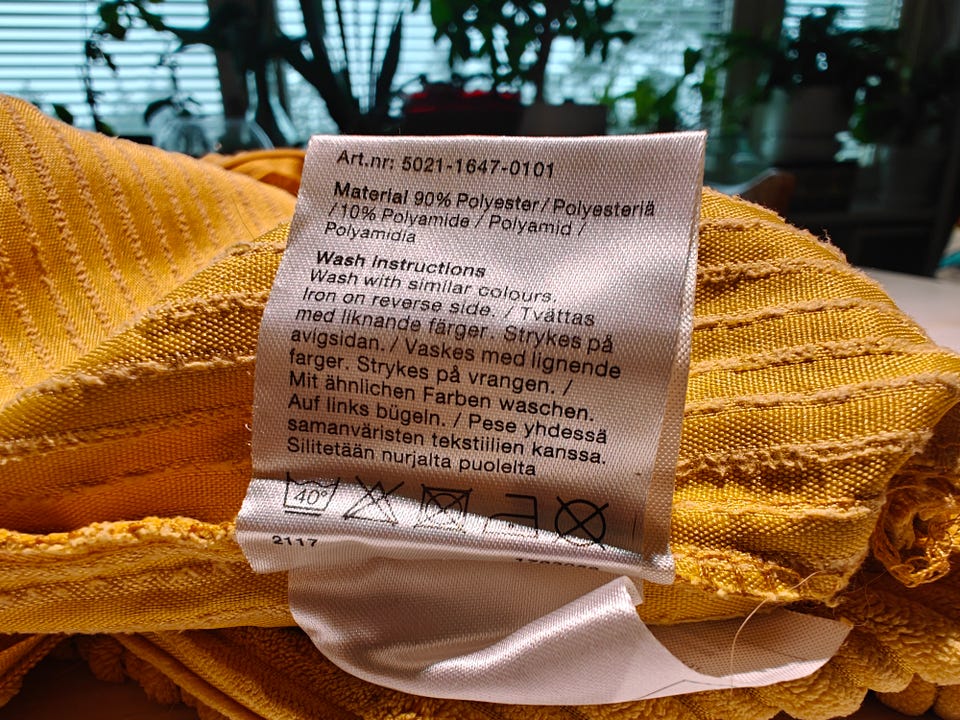 Art.nr: 5021-1647-0101
Material 90% Polyester / Polyesteriä
/ 10% Polyamide / Polyamid /
Polyamidia
Wash instructions
Wash with similar colours.
Iron on reverse side. / Tvättas
med liknande färger. Strykes på
avigsidan. / Vaskes med lignende
farger. Strykes på vrangen. /
Mit ähnlichen Farben waschen.
Auf links bügeln. / Pese yhdessä
samanväristen tekstiilien kanssa.
Silitetään nurjalta puolelta
40°
2117